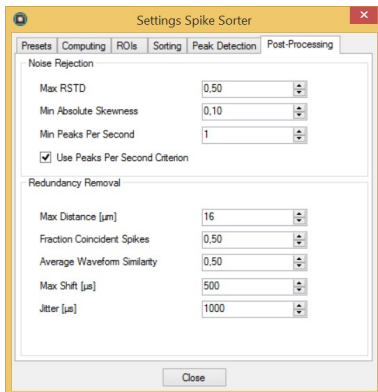 Settings Spike Sorter
Presets Computing ROIs Sorting Peak Detection Post-Processing
Noise Rejection
Max RSTD 0,50
Min Absolute Skewness 0,10
Min Peaks Per Second 1
Use Peaks Per Second Criterion
Redundancy Removal
Max Distance [µm] 16
Fraction Coincident Spikes 0,50
Average Waveform Similarity 0,50
Max Shift [µs] 500
Jitter [µs] 1000
Close